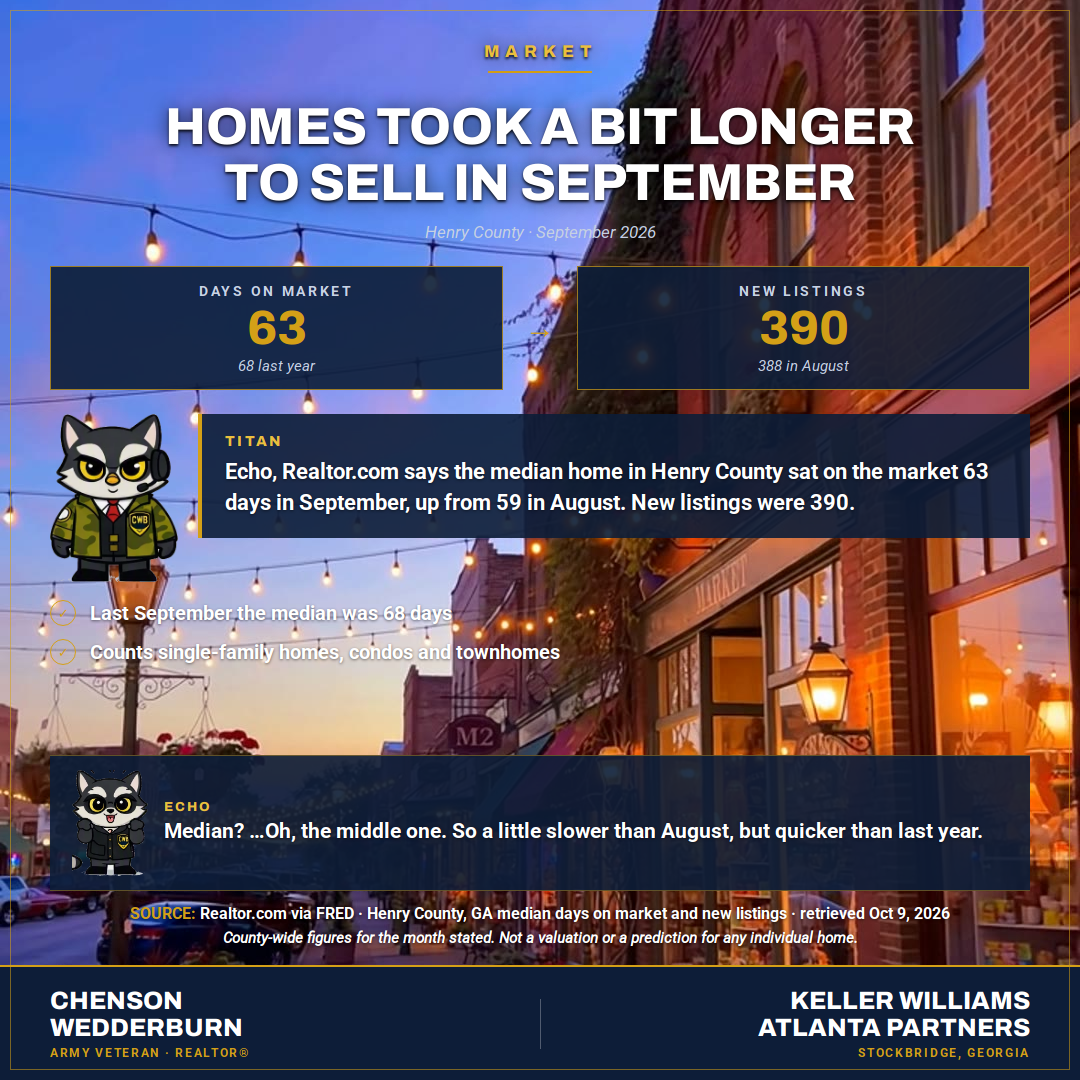 MARKET
HOMES TOOK A BIT LONGER
TO SELL IN SEPTEMBER
Henry County · September 2026
DAYS ON MARKET
63
68 last year
→
NEW LISTINGS
390
388 in August
TITAN
Echo, Realtor.com says the median home in Henry County sat on the market 63
days in September, up from 59 in August. New listings were 390.
CWB
✓ Last September the median was 68 days
✓ Counts single-family homes, condos and townhomes
MARKET
M2
ECHO
Median? …Oh, the middle one. So a little slower than August, but quicker than last year.
CWB
SOURCE: Realtor.com via FRED · Henry County, GA median days on market and new listings · retrieved Oct 9, 2026
County-wide figures for the month stated. Not a valuation or a prediction for any individual home.
CHENSON
WEDDERBURN
ARMY VETERAN · REALTOR®
KELLER WILLIAMS
ATLANTA PARTNERS
STOCKBRIDGE, GEORGIA